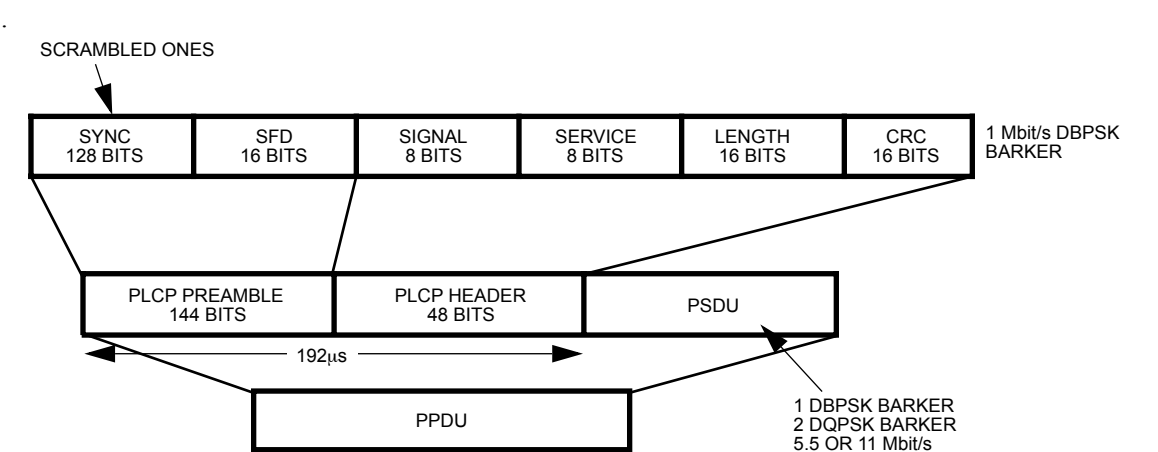 .
SCRAMBLED ONES
SYNC
128 BITS
SFD
16 BITS
SIGNAL
8 BITS
SERVICE
8 BITS
LENGTH
16 BITS
CRC
16 BITS
1 Mbit/s DBPSK
BARKER
PLCP PREAMBLE
144 BITS
PLCP HEADER
48 BITS
PSDU
192μs
PPDU
1 DBPSK BARKER
2 DQPSK BARKER
5.5 OR 11 Mbit/s